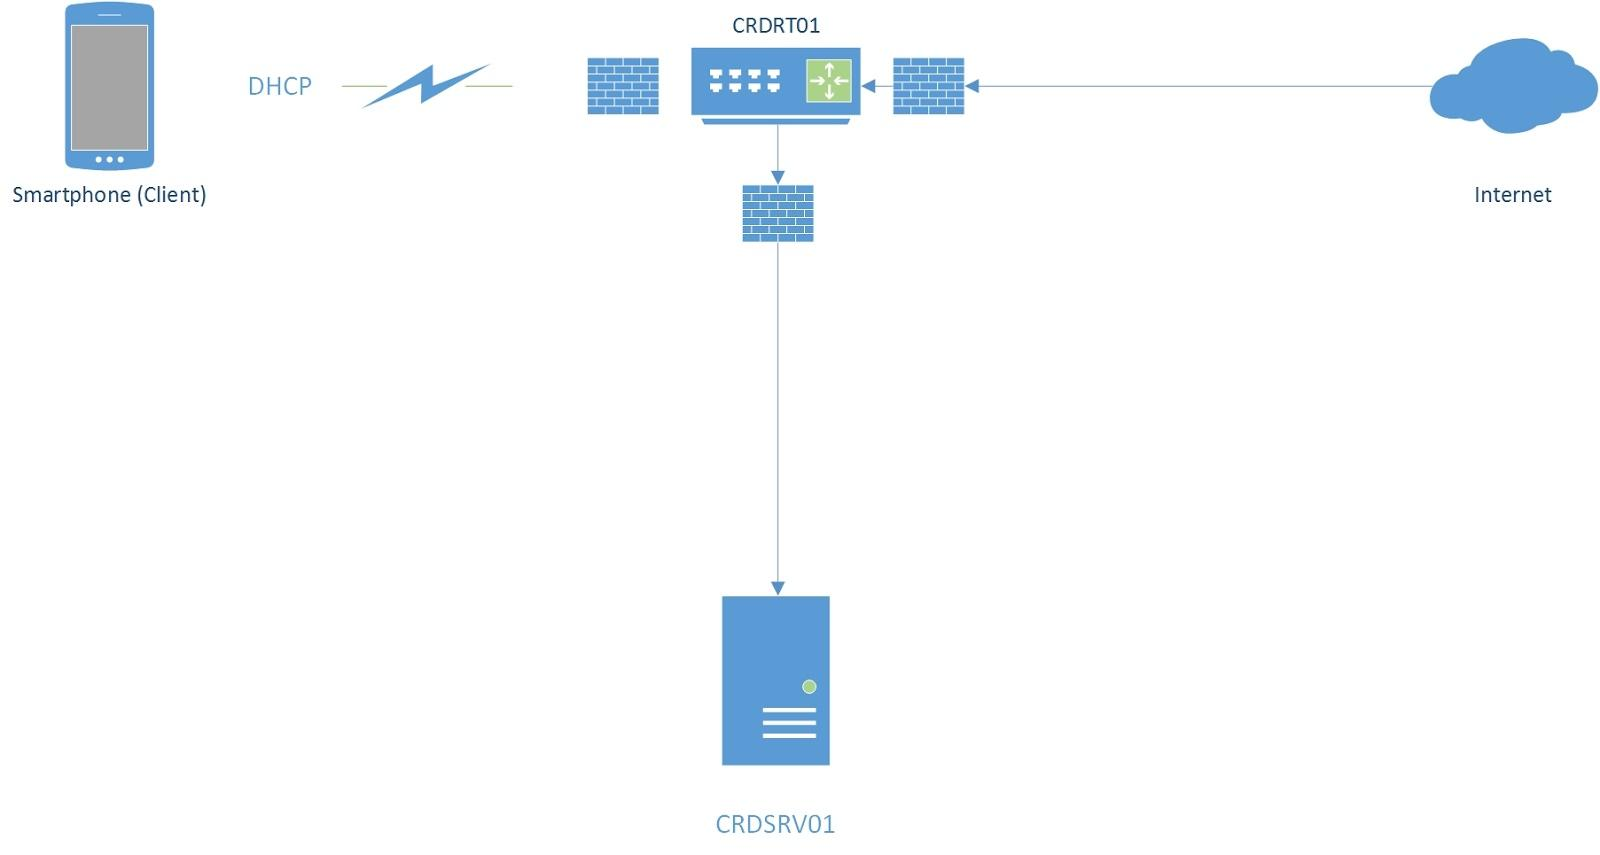 CRDRT01
DHCP
Smartphone (Client)
Internet
CRDSRV01